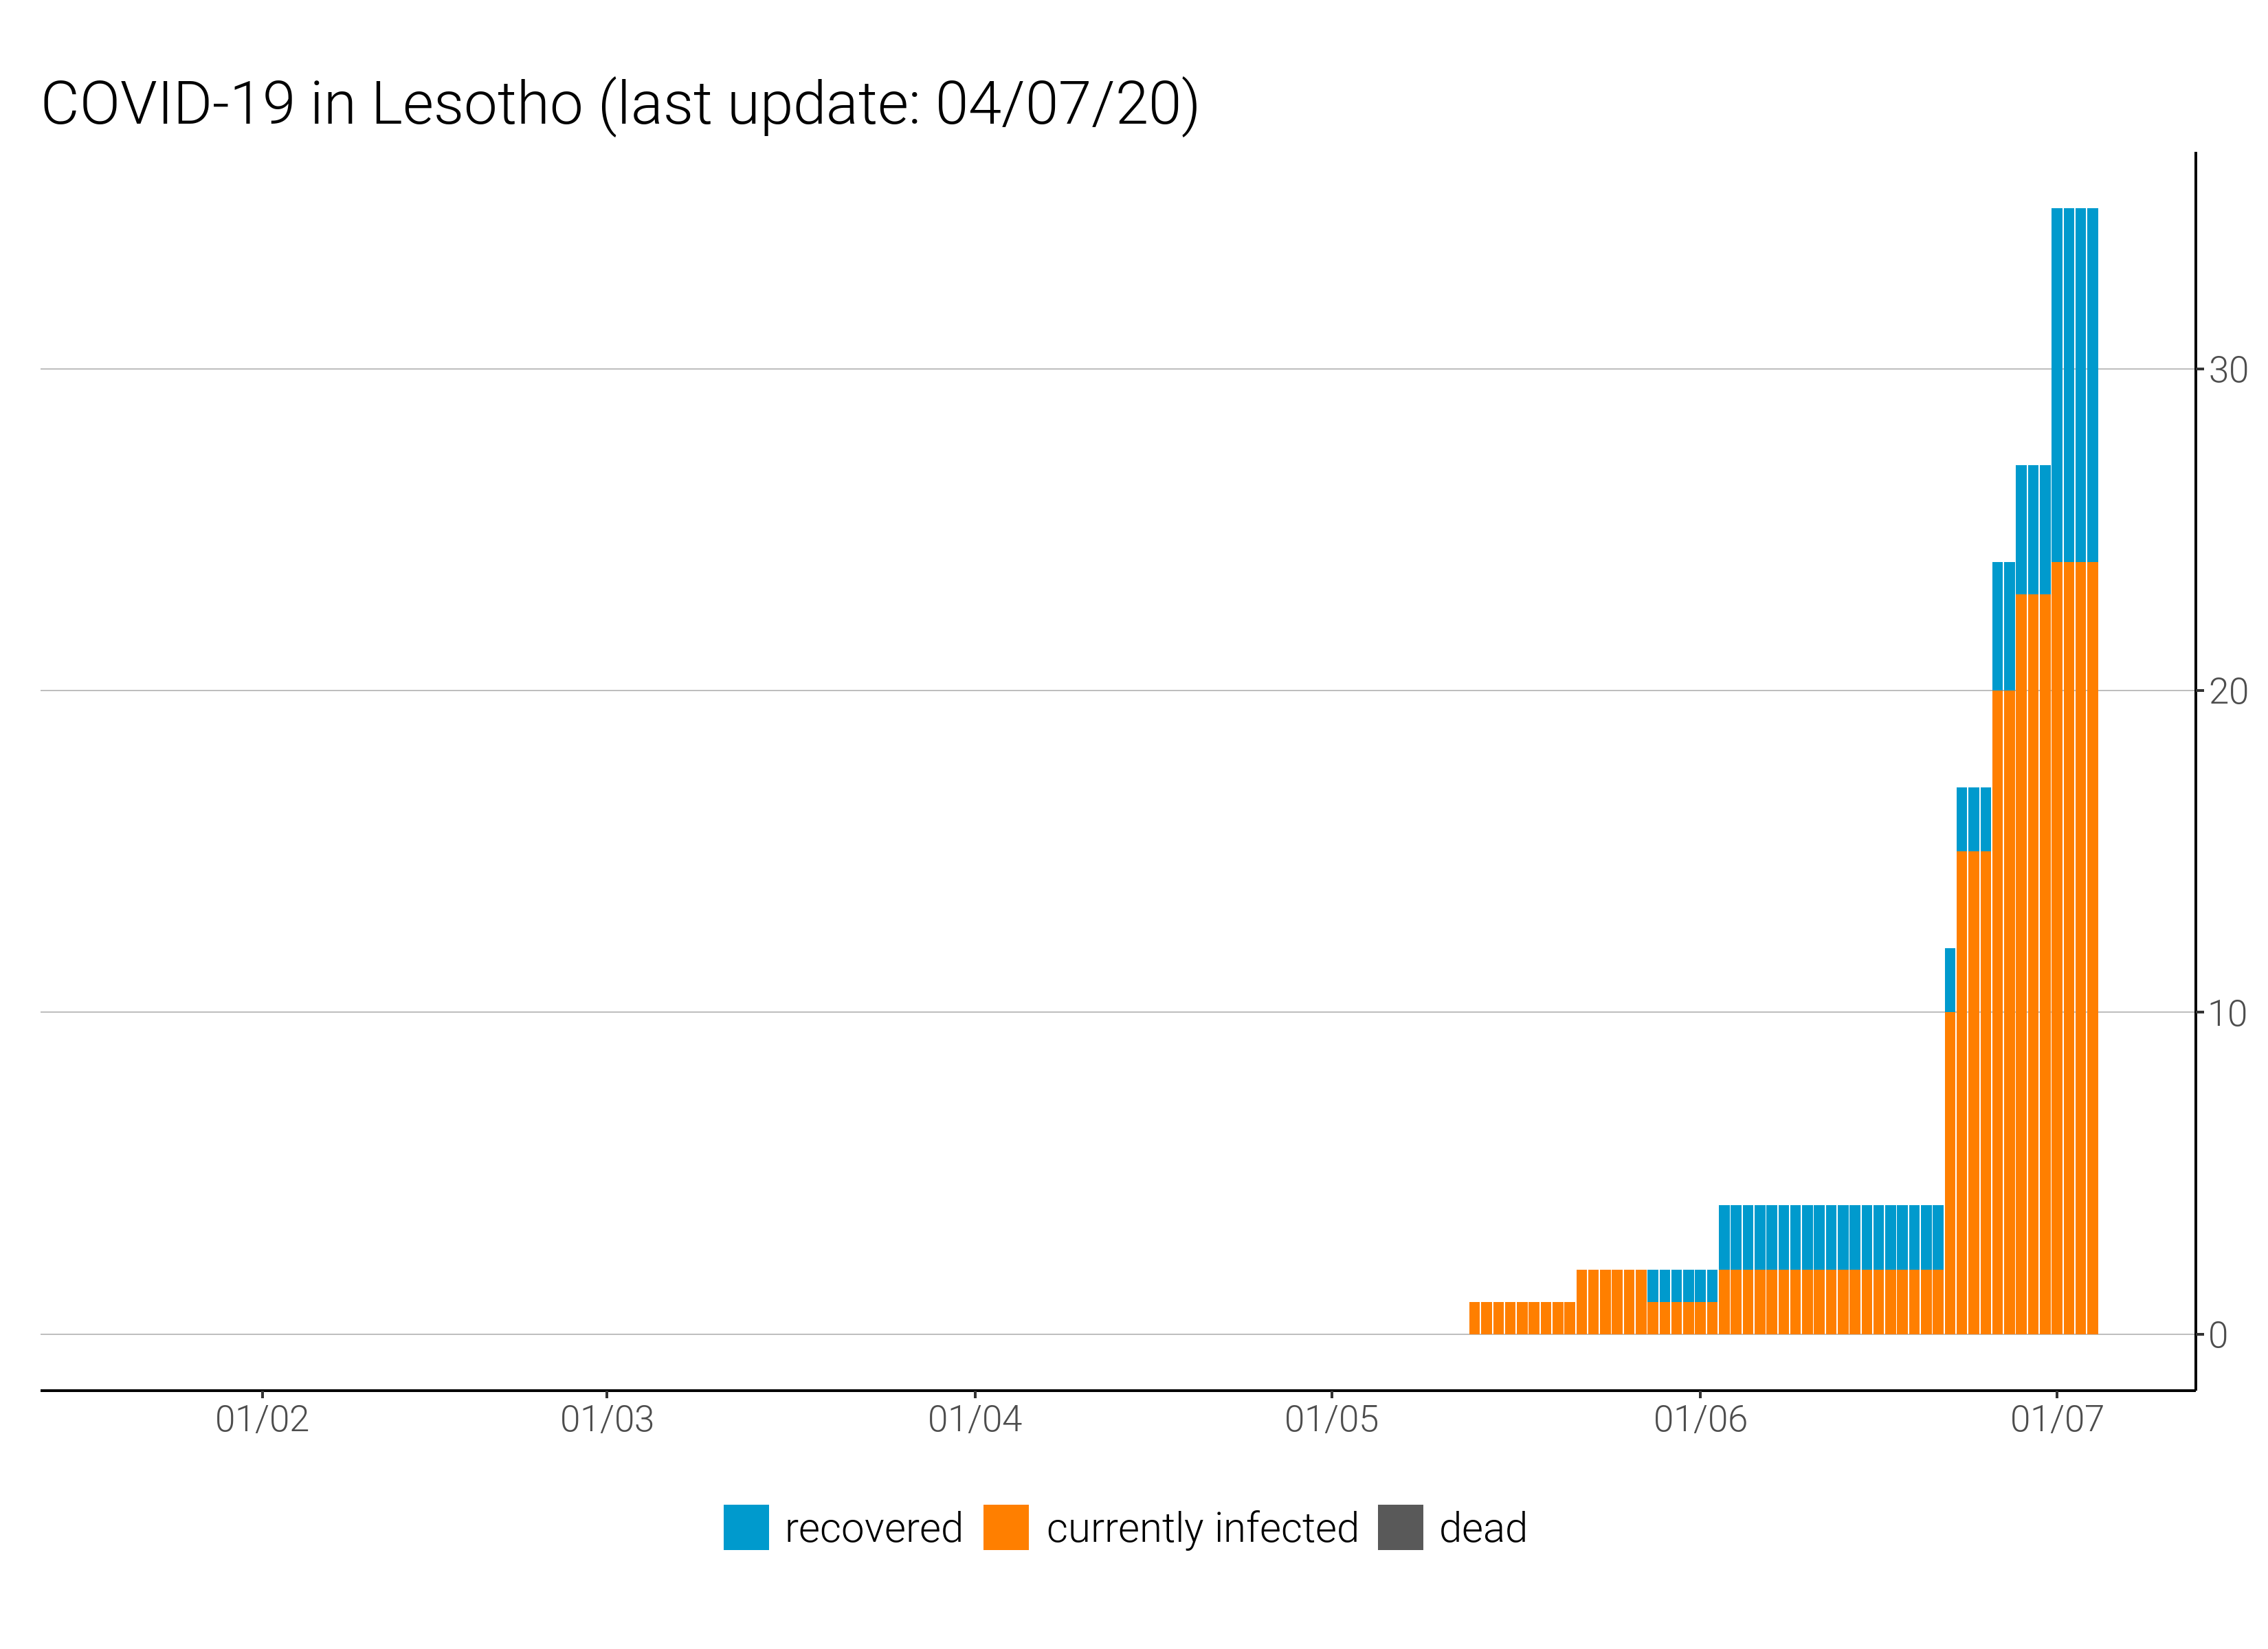 COVID-19 in Lesotho (last update: 04/07/20)
30
20
10
0
01/02 01/03 01/04 01/05 01/06 01/07
recovered currently infected dead